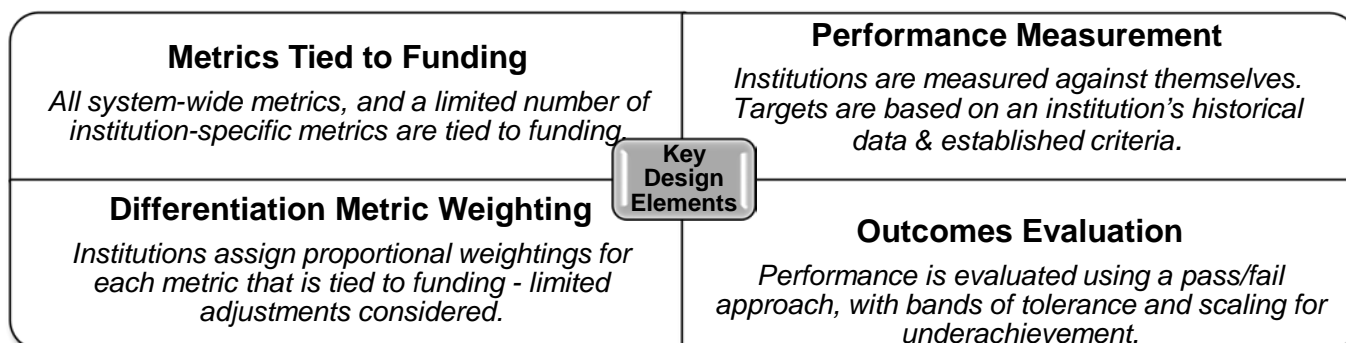 Metrics Tied to Funding
All system-wide metrics, and a limited number of
institution-specific metrics are tied to funding.
Performance Measurement
Institutions are measured against themselves.
Targets are based on an institution’s historical
data & established criteria.
Key
Design
Elements
Differentiation Metric Weighting
Institutions assign proportional weightings for
each metric that is tied to funding - limited
adjustments considered.
Outcomes Evaluation
Performance is evaluated using a pass/fail
approach, with bands of tolerance and scaling for
underachievement.